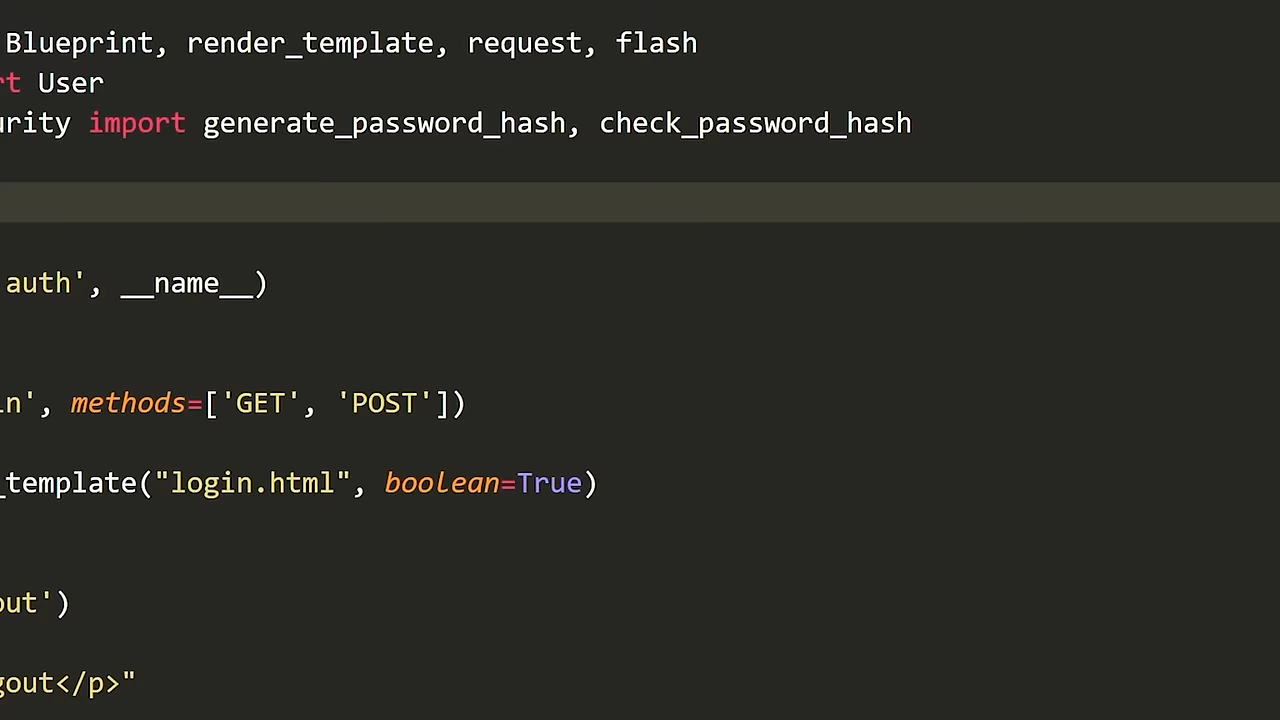 Blueprint, render_template, request, flash
rt User
urity import generate_password_hash, check_password_hash
auth', __name__)
in', methods=['GET', 'POST'])
_template("login.html", boolean=True)
out')
gout</p>"